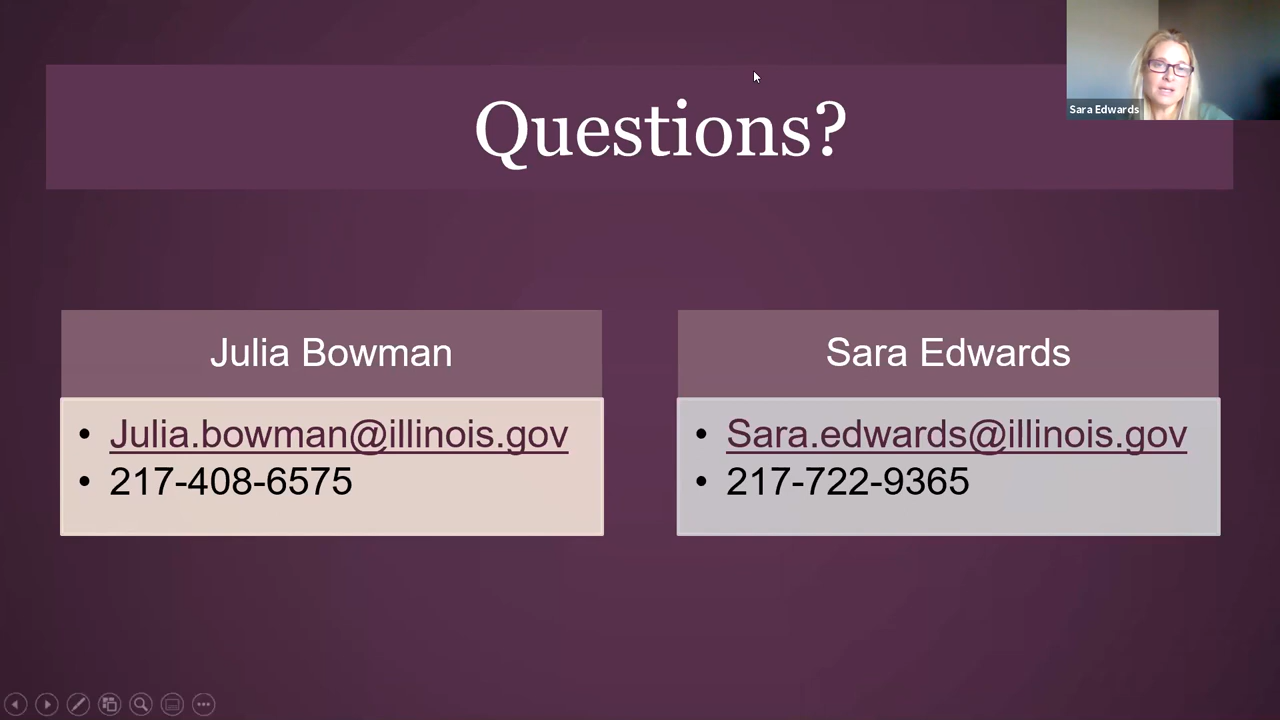 Questions?
Sara Edwards
Julia Bowman
Julia.bowman@illinois.gov
217-408-6575
Sara Edwards
Sara.edwards@illinois.gov
217-722-9365